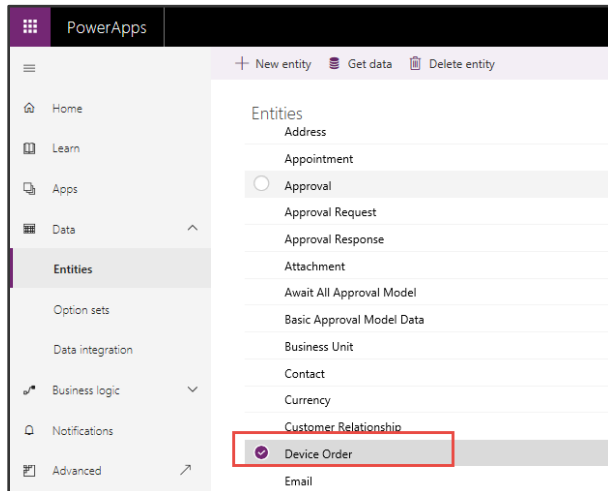 PowerApps
New entity Get data Delete entity
Home
Learn
Apps
Data
Entities
Option sets
Data integration
Business logic
Notifications
Advanced
Entities
Address
Appointment
Approval
Approval Request
Approval Response
Attachment
Await All Approval Model
Basic Approval Model Data
Business Unit
Contact
Currency
Customer Relationship
Device Order
Email